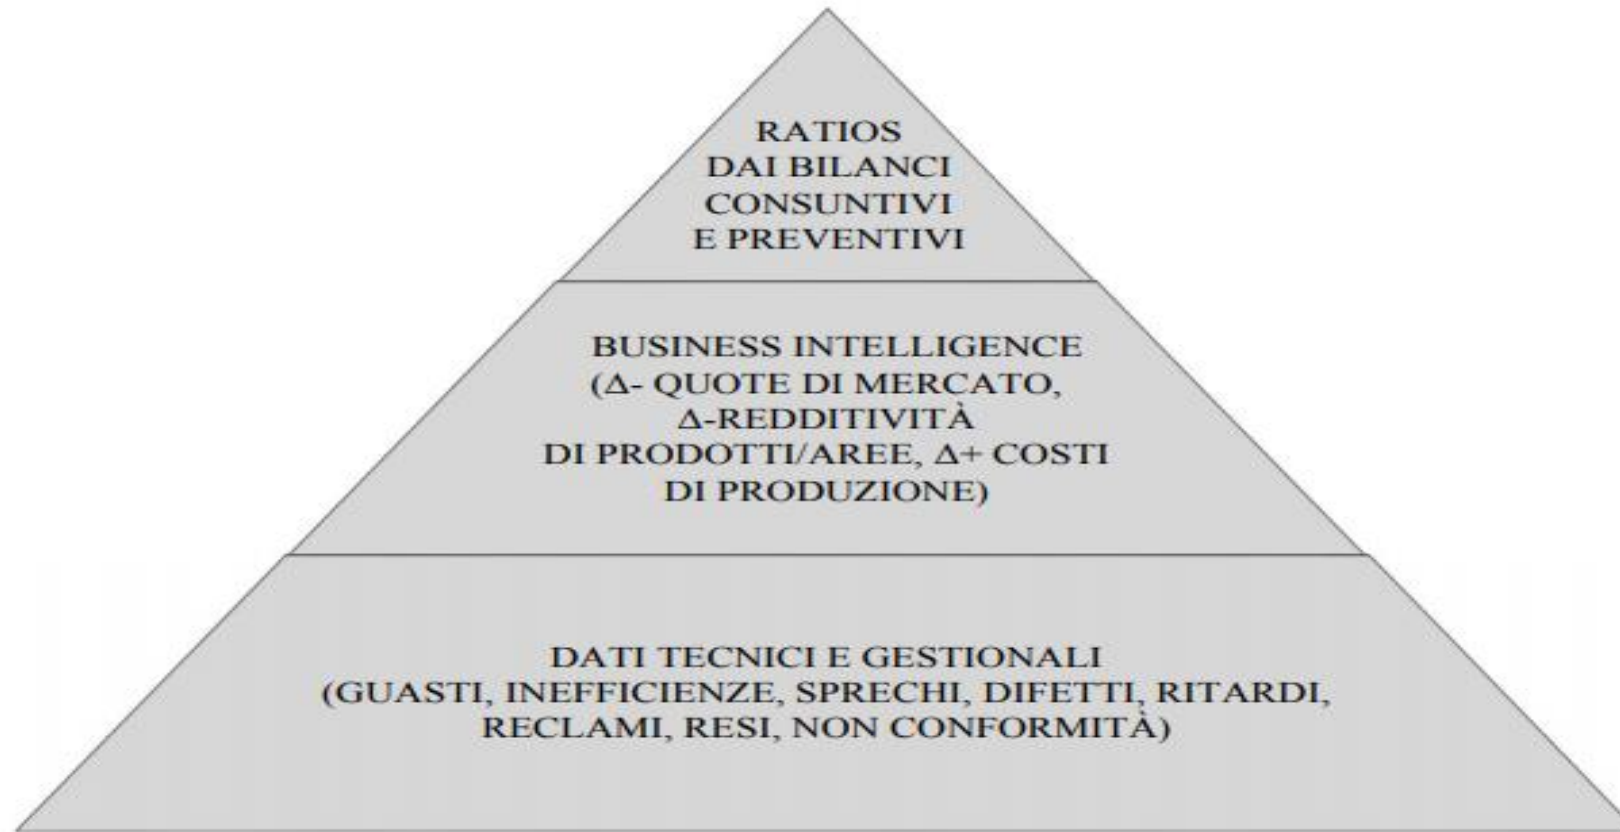 RATIOS
DAI BILANCI
CONSUNTIVI
E PREVENTIVI
BUSINESS INTELLIGENCE
(Δ- QUOTE DI MERCATO,
Δ-REDDITIVITÀ
DI PRODOTTI/AREE, Δ+ COSTI
DI PRODUZIONE)
DATI TECNICI E GESTIONALI
(GUASTI, INEFFICIENZE, SPRECHI, DIFETTI, RITARDI,
RECLAMI, RESI, NON CONFORMITÀ)